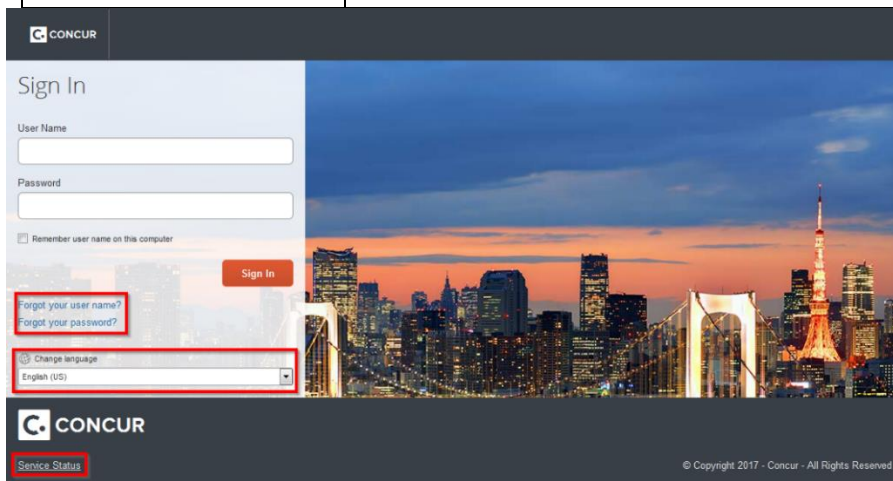 C. CONCUR
Sign In
User Name
Password
Remember user name on this computer
Sign In
Forgot your user name?
Forgot your password?
Change language
English (US)
C. CONCUR
Service Status
© Copyright 2017 - Concur - All Rights Reserved